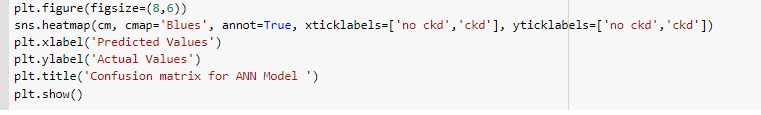 plt.figure(figsize=(8,6))
sns.heatmap(cm, cmap='Blues', annot=True, xticklabels=['no ckd','ckd'], yticklabels=['no ckd','ckd'])
plt.xlabel('Predicted Values')
plt.ylabel('Actual Values')
plt.title('Confusion matrix for ANN Model ')
plt.show()